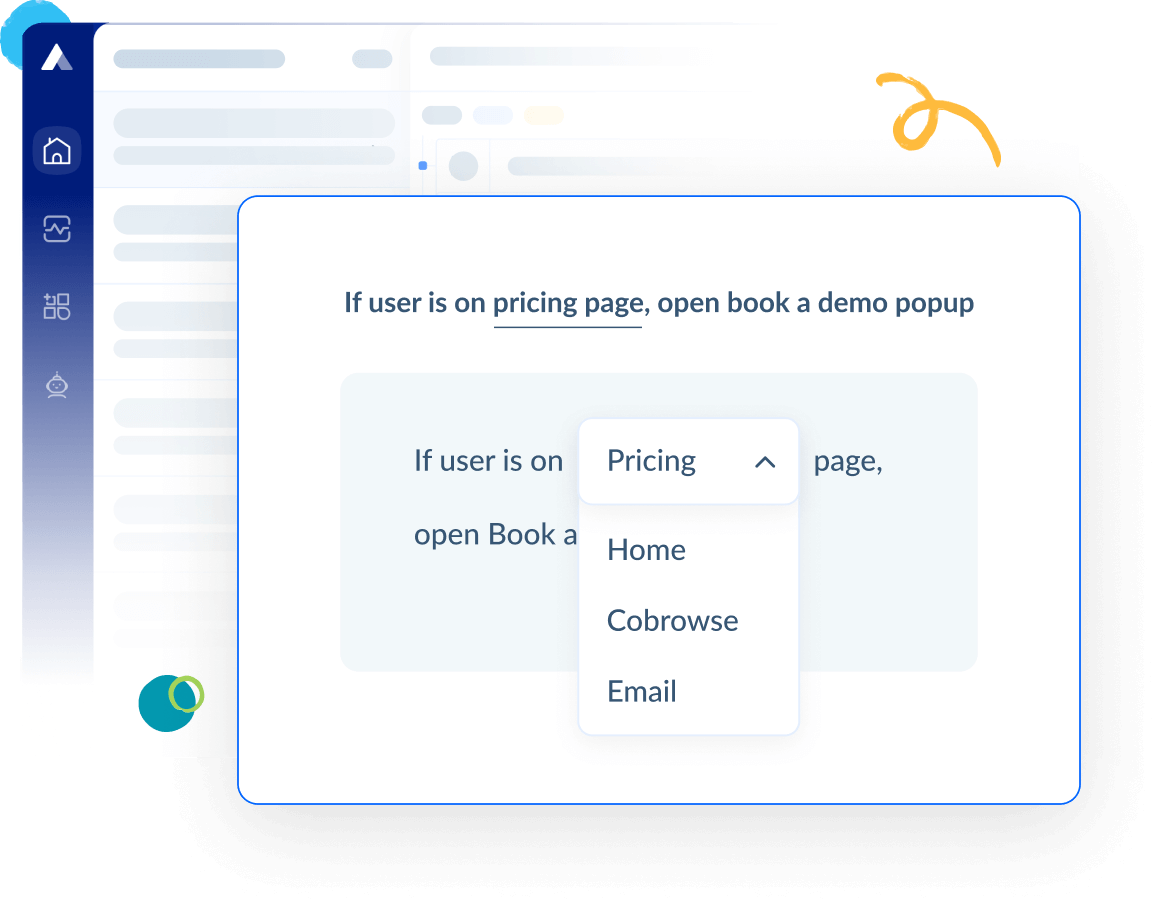 If user is on pricing page, open book a demo popup
If user is on Pricing page,
open Book a
Home
Cobrowse
Email